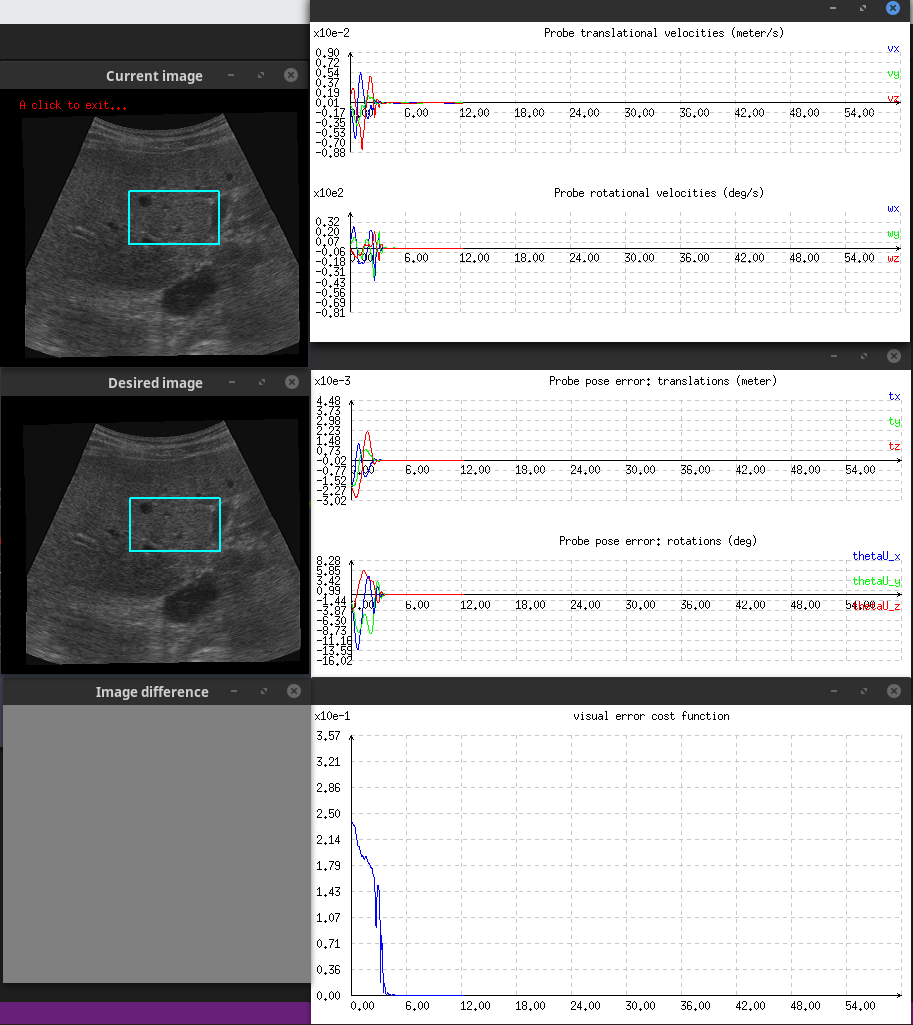 Current image
A click to exit...
Desired image
Image difference
x10e-2
Probe translational velocities (meter/s)
vx
vy
vz
0.90
0.72
0.54
0.37
0.19
0.01
-0.17
-0.35
-0.53
-0.70
-0.88
6.00 12.00 18.00 24.00 30.00 36.00 42.00 48.00 54.00
x10e2
Probe rotational velocities (deg/s)
wx
wy
wz
0.32
0.20
0.07
-0.06
-0.18
-0.31
-0.43
-0.56
-0.69
-0.81
6.00 12.00 18.00 24.00 30.00 36.00 42.00 48.00 54.00
x10e-3
Probe pose error: translations (meter)
tx
ty
tz
4.48
3.73
2.98
2.23
1.48
0.73
-0.02
-0.77
-1.52
-2.27
-3.02
6.00 12.00 18.00 24.00 30.00 36.00 42.00 48.00 54.00
Probe pose error: rotations (deg)
thetaU_x
thetaU_y
thetaU_z
8.28
5.85
3.42
0.99
-1.44
-3.87
-6.30
-8.73
-11.16
-13.59
-16.02
6.00 12.00 18.00 24.00 30.00 36.00 42.00 48.00 54.00
x10e-1
visual error cost function
3.57
3.21
2.86
2.50
2.14
1.79
1.43
1.07
0.71
0.36
0.00
0.00 6.00 12.00 18.00 24.00 30.00 36.00 42.00 48.00 54.00